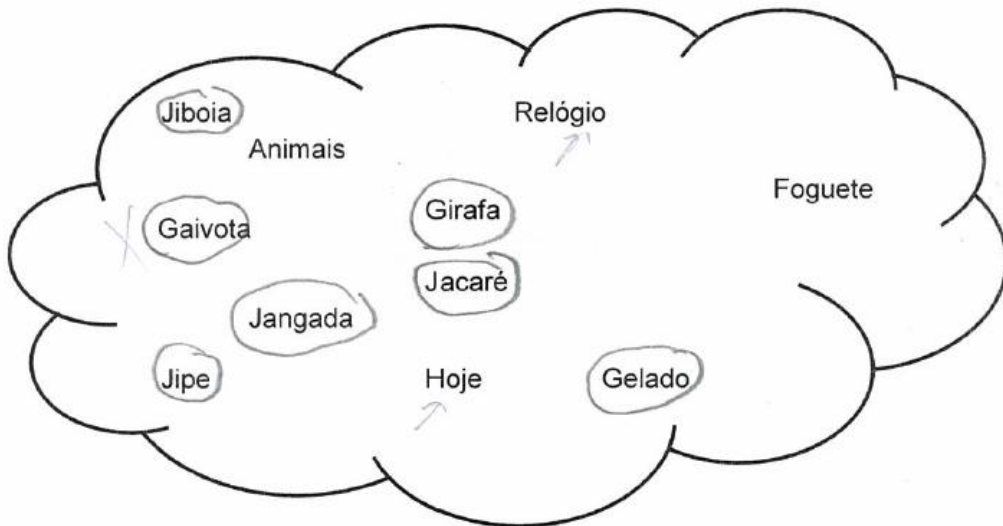 Jiboia
Relógio
Animais
Foguete
Girafa
Gaivota
Jacaré
Jangada
Jipe
Hoje
Gelado